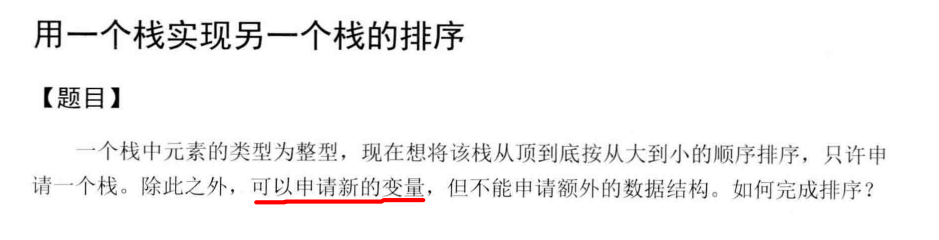 用一个栈实现另一个栈的排序
【题目】
一个栈中元素的类型为整型，现在想将该栈从顶到底按从大到小的顺序排序，只许申
请一个栈。除此之外，可以申请新的变量，但不能申请额外的数据结构。如何完成排序？